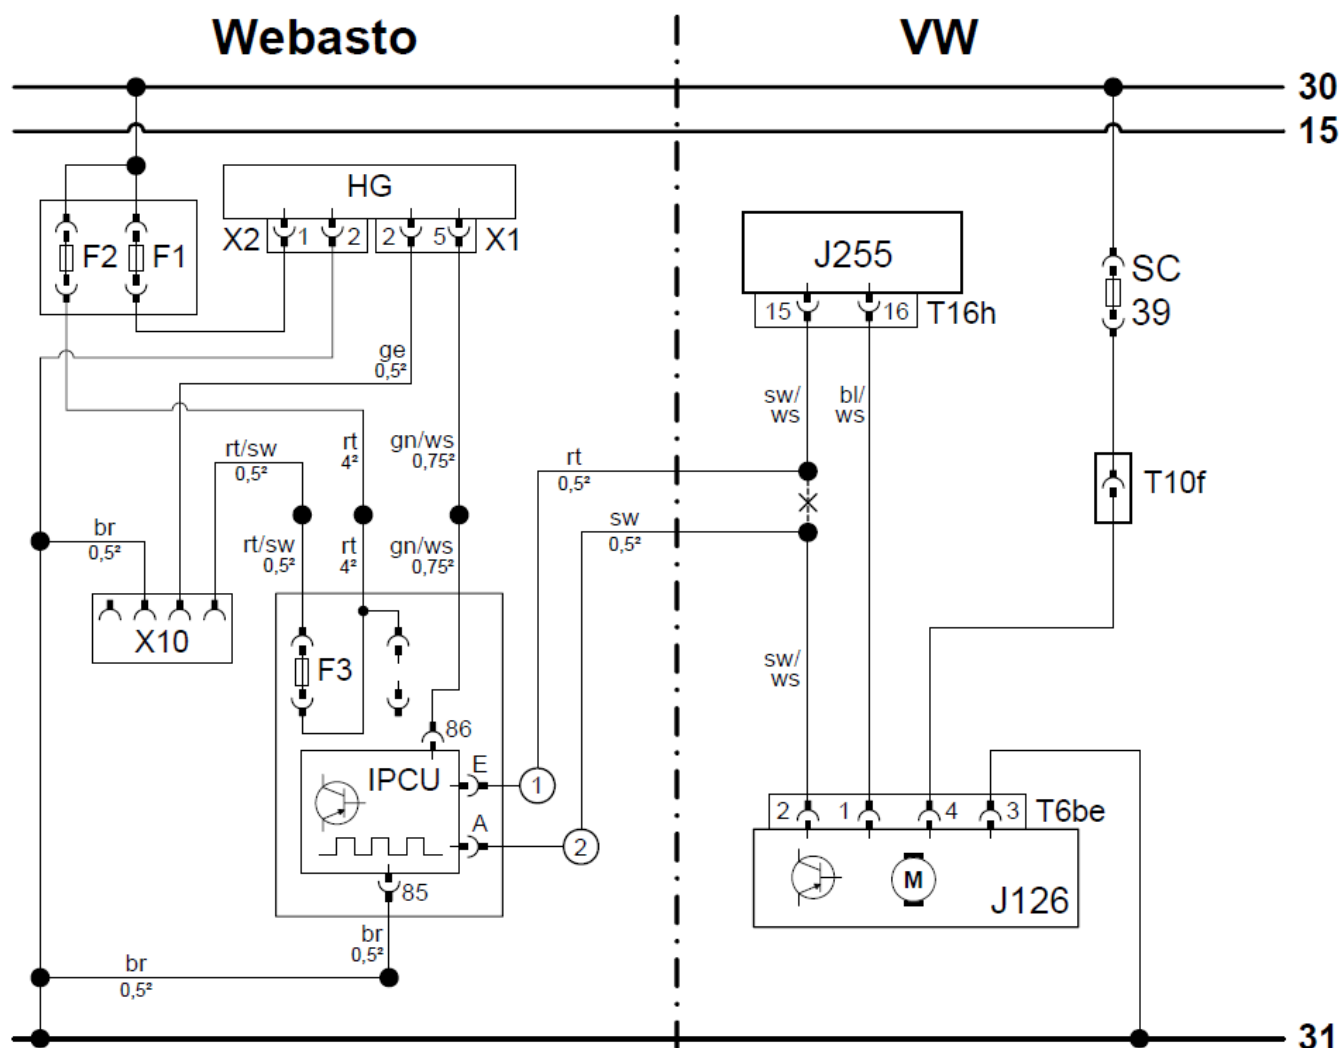 Webasto
VW
30
15
HG
X2 1 2 2 5 X1
F2 F1
J255
15 16 T16h
SC
39
ge
0,5²
sw/
ws
bl/
ws
rt/sw
0,5²
rt
4²
gn/ws
0,75²
rt
0,5²
T10f
br
0,5²
sw
0,5²
rt/sw
0,5²
rt
4²
gn/ws
0,75²
X10
F3
sw/
ws
86
IPCU
E
1
A
2
85
2 1 4 3 T6be
M
J126
br
0,5²
br
0,5²
31